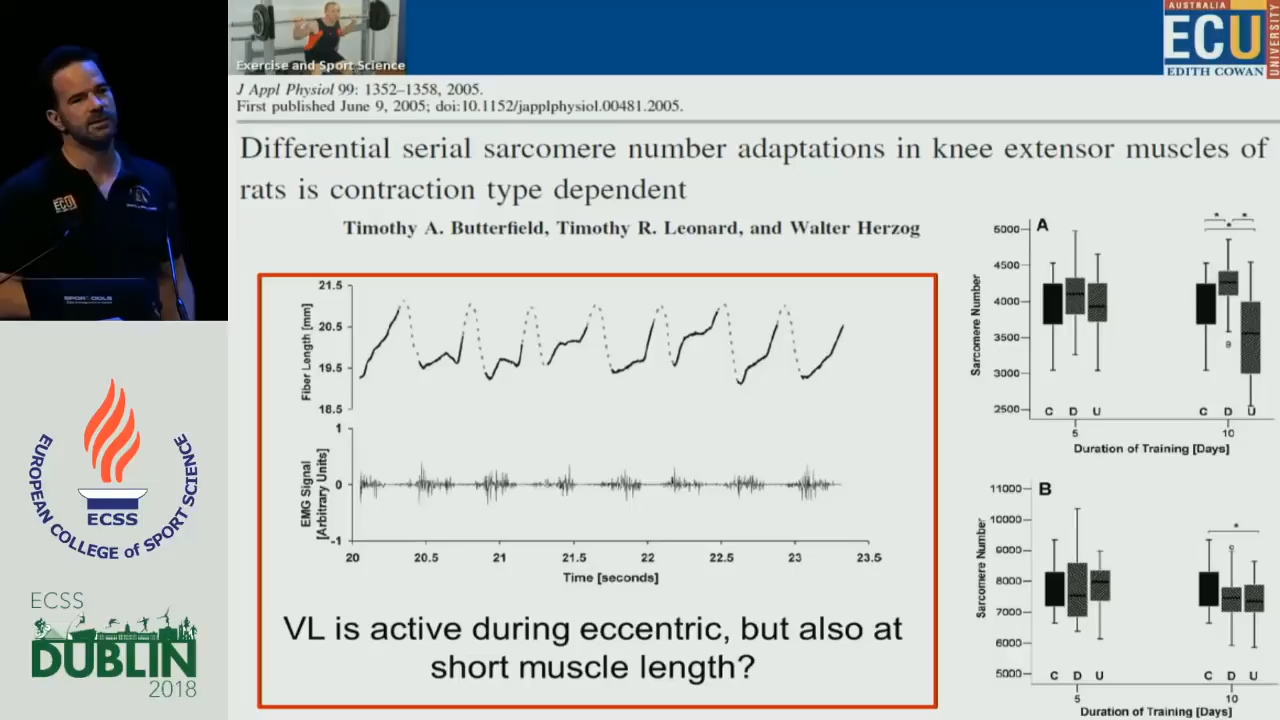 Exercise and Sport Science
AUSTRALIA
ECU
EDITH COWAN
UNIVERSITY
J Appl Physiol 99: 1352–1358, 2005.
First published June 9, 2005; doi:10.1152/japplphysiol.00481.2005.
Differential serial sarcomere number adaptations in knee extensor muscles of
rats is contraction type dependent
Timothy A. Butterfield, Timothy R. Leonard, and Walter Herzog
ECU
Fiber Length [mm]
21.5
20.5
19.5
18.5
EMG Signal
[Arbitrary Units]
1
0
-1
20 20.5 21 21.5 22 22.5 23 23.5
Time [seconds]
VL is active during eccentric, but also at
short muscle length?
A
Sarcomere Number
5000
4500
4000
3500
3000
2500
* *
*
C D U C D U
5 10
Duration of Training [Days]
B
Sarcomere Number
11000
10000
9000
8000
7000
6000
5000
*
C D U C D U
5 10
Duration of Training [Days]
EUROPEAN COLLEGE of SPORT SCIENCE
ECSS
ECSS
DUBLIN
2018